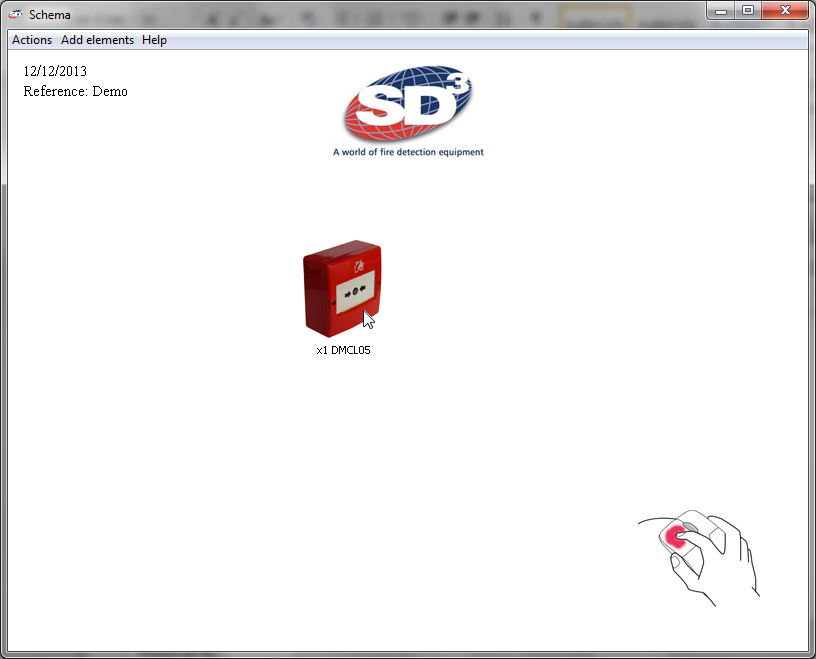 Schema
Actions Add elements Help
12/12/2013
Reference: Demo
SD3
A world of fire detection equipment
x1 DMCL05